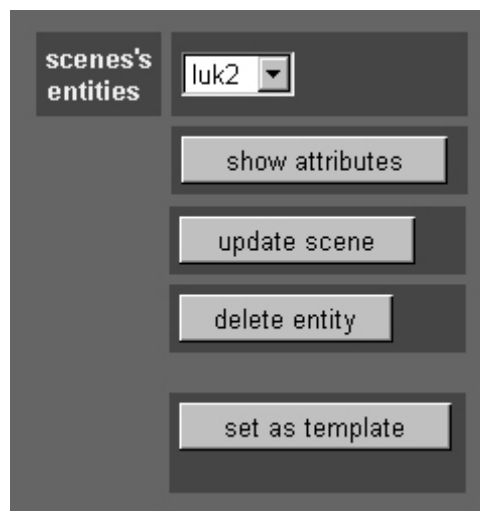 scenes's
entities
luk2
show attributes
update scene
delete entity
set as template